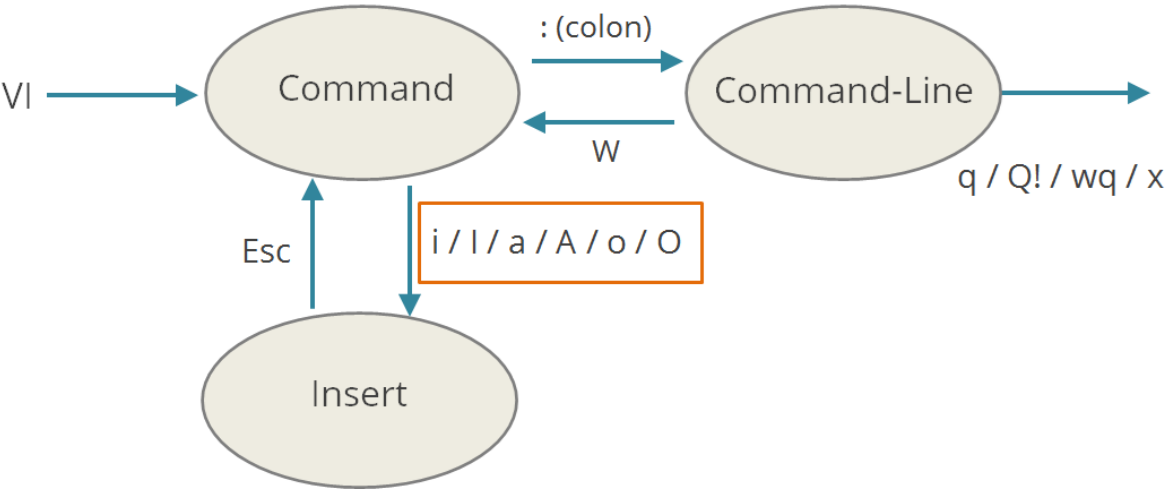 : (colon)
VI
Command
Command-Line
W
q / Q! / wq / x
Esc
i / I / a / A / o / O
Insert